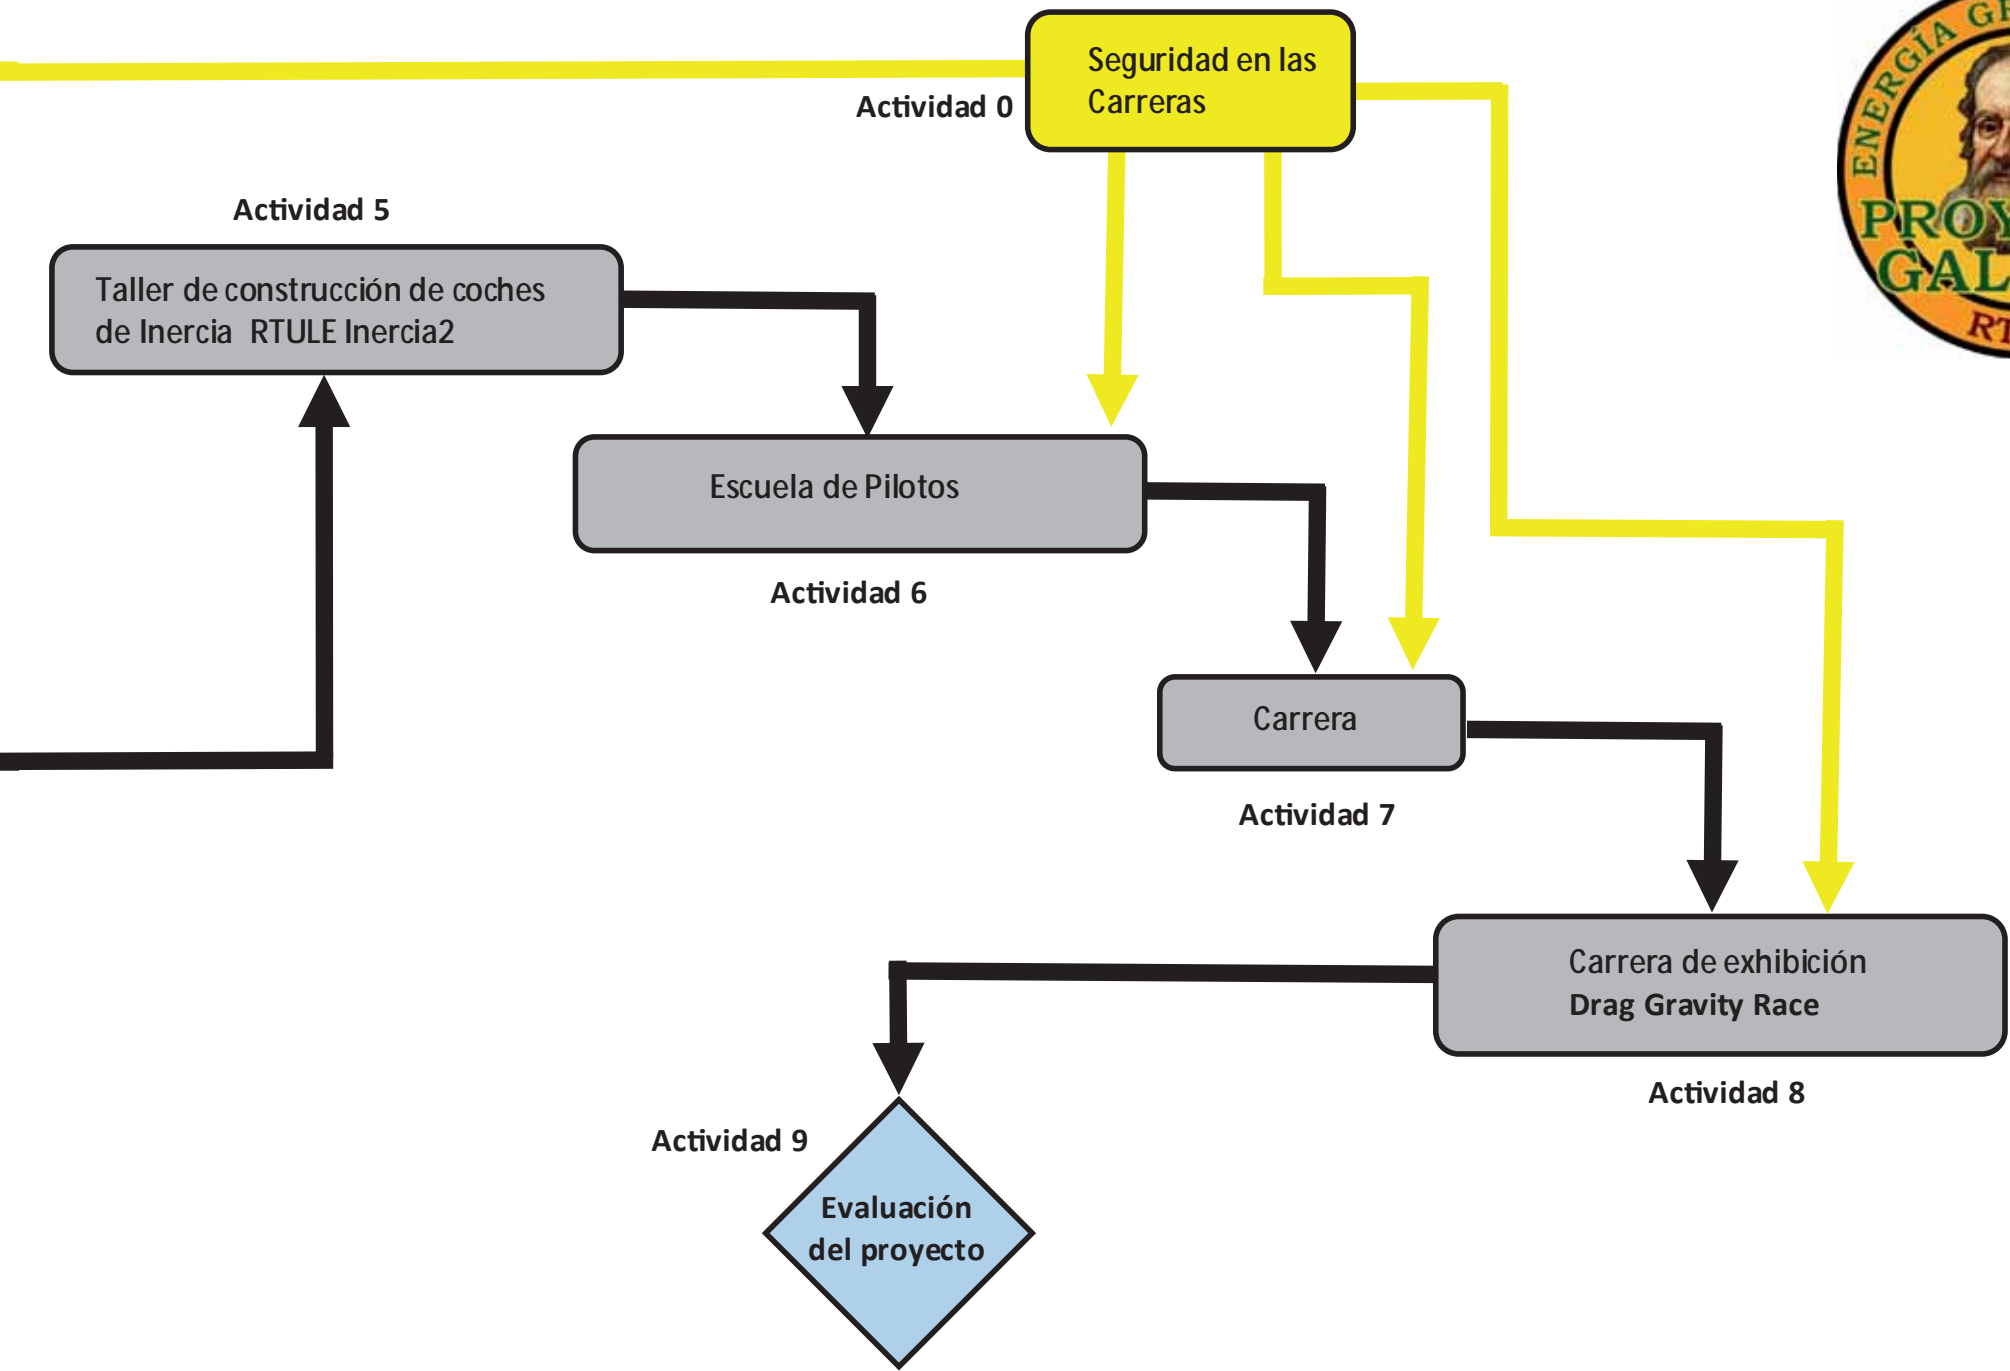 Seguridad en las
Carreras
Actividad 0
ENERGÍA
Actividad 5
Taller de construcción de coches
de Inercia RTULE Inercia2
Escuela de Pilotos
Actividad 6
Carrera
Actividad 7
Carrera de exhibición
Drag Gravity Race
Actividad 8
Actividad 9
Evaluación
del proyecto